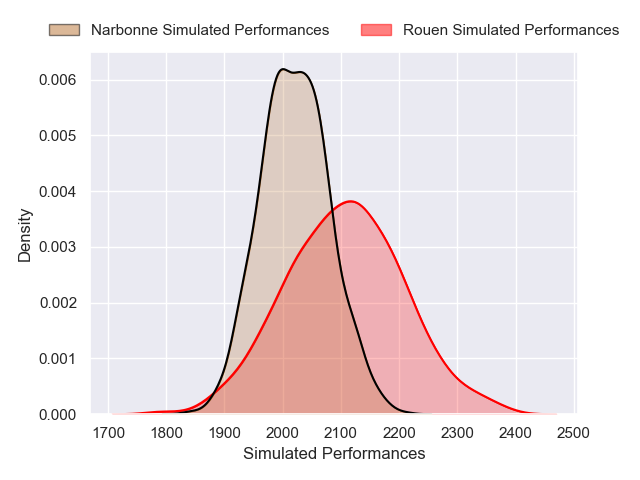 Narbonne Simulated Performances Rouen Simulated Performances
0.006
0.005
0.004
0.003
0.002
0.001
0.000
Density
1700 1800 1900 2000 2100 2200 2300 2400 2500
Simulated Performances